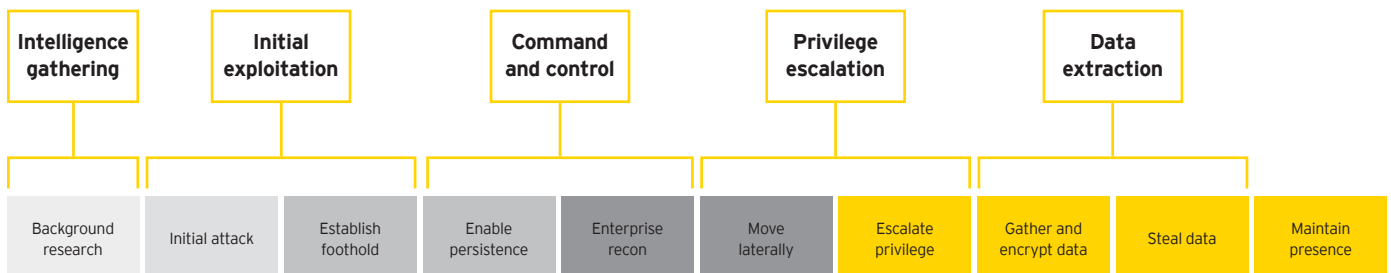 Intelligence
gathering
Initial
exploitation
Command
and control
Privilege
escalation
Data
extraction
Background
research
Initial attack
Establish
foothold
Enable
persistence
Enterprise
recon
Move
laterally
Escalate
privilege
Gather and
encrypt data
Steal data
Maintain
presence